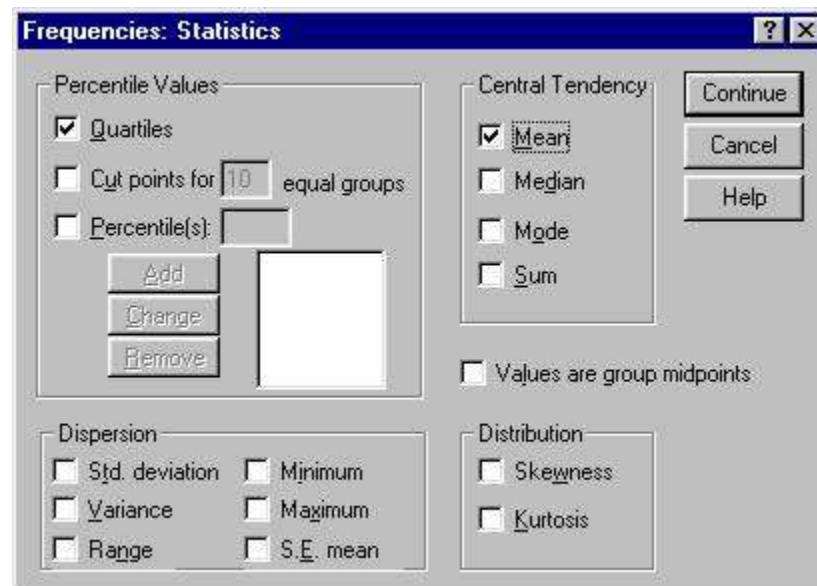 Frequencies: Statistics
Percentile Values
Quartiles
Cut points for 10 equal groups
Percentile(s):
Add
Change
Remove
Central Tendency
Mean
Median
Mode
Sum
Continue
Cancel
Help
Values are group midpoints
Dispersion
Std. deviation Minimum
Variance Maximum
Range S.E. mean
Distribution
Skewness
Kurtosis